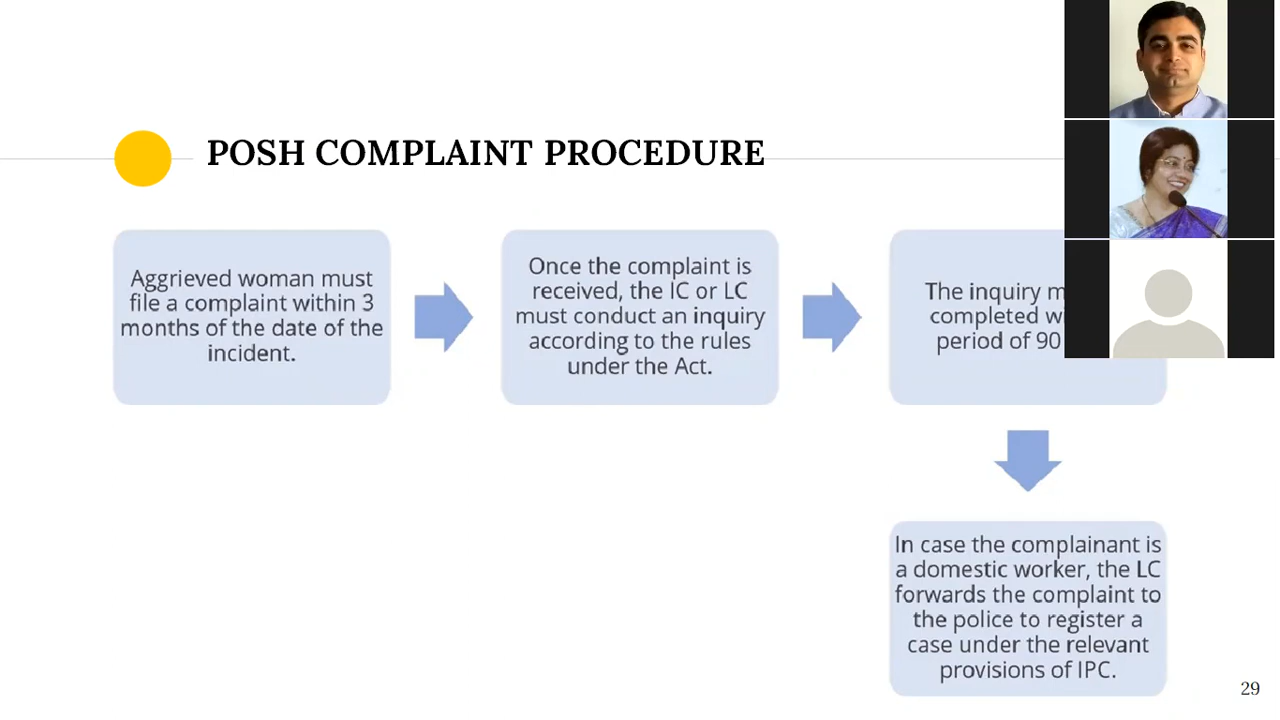 POSH COMPLAINT PROCEDURE
Aggrieved woman must
file a complaint within 3
months of the date of the
incident.
Once the complaint is
received, the IC or LC
must conduct an inquiry
according to the rules
under the Act.
The inquiry
completed
period of 90
In case the complainant is
a domestic worker, the LC
forwards the complaint to
the police to register a
case under the relevant
provisions of IPC.
29